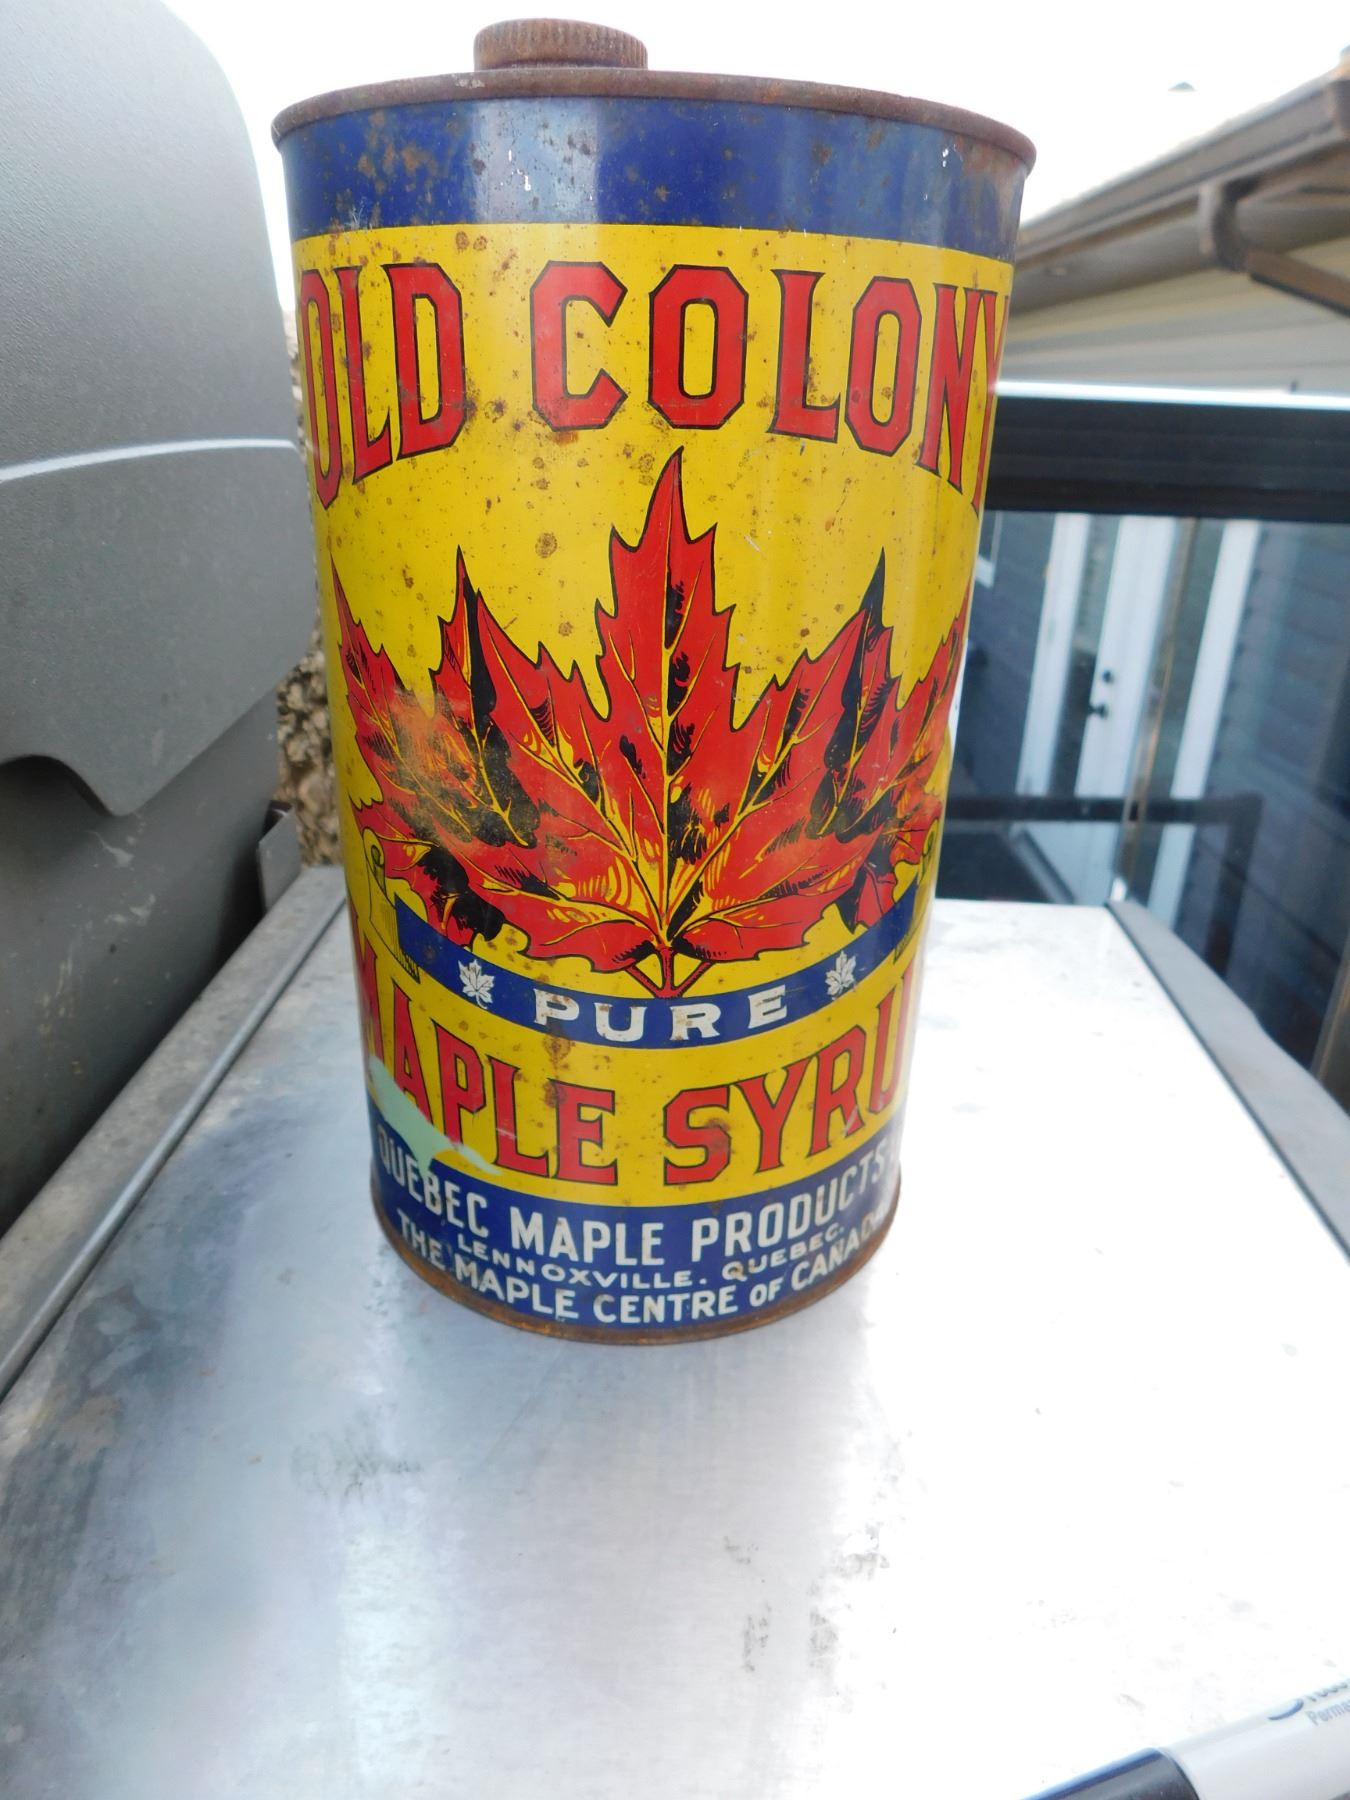 OLD COLONY
PURE
MAPLE SYRUP
QUEBEC MAPLE PRODUCTS
LENNOXVILLE. QUEBEC.
THE MAPLE CENTRE OF CANADA